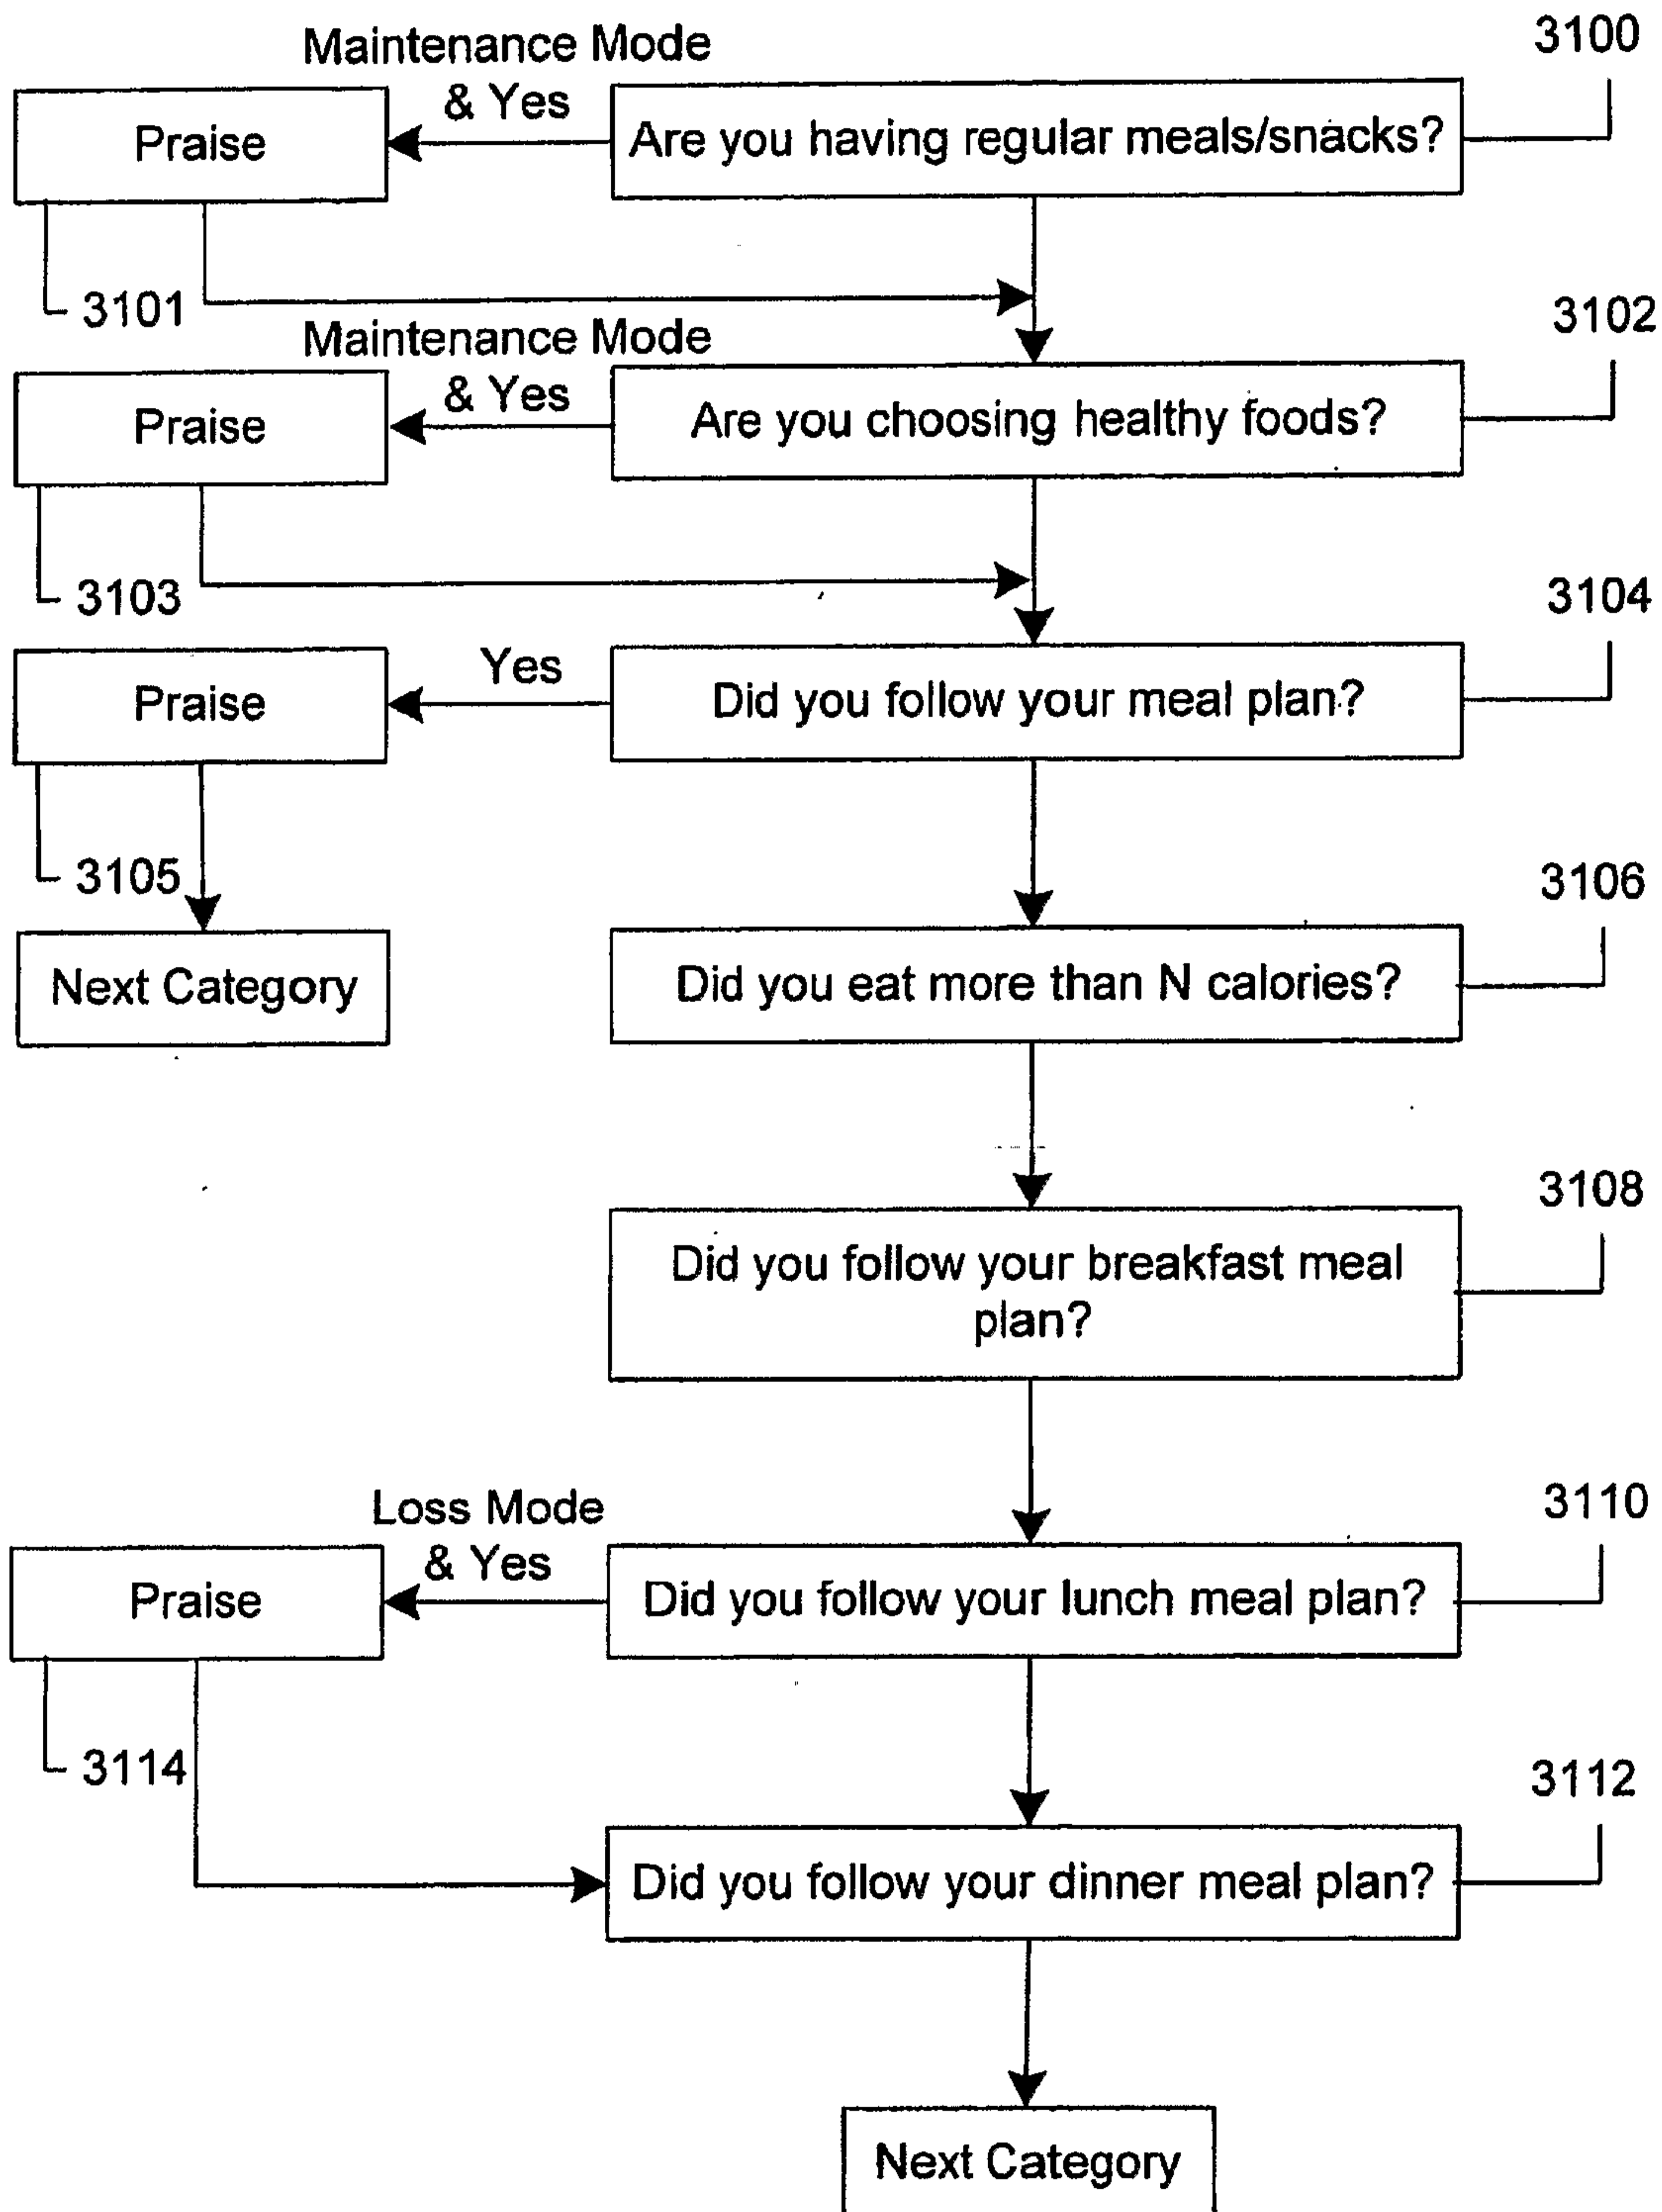 Maintenance Mode
& Yes
3100
Praise
Are you having regular meals/snacks?
3101
Maintenance Mode
& Yes
3102
Praise
Are you choosing healthy foods?
3103
3104
Praise
Yes
Did you follow your meal plan?
3105
3106
Next Category
Did you eat more than N calories?
3108
Did you follow your breakfast meal
plan?
Loss Mode
& Yes
3110
Praise
Did you follow your lunch meal plan?
3114
3112
Did you follow your dinner meal plan?
Next Category